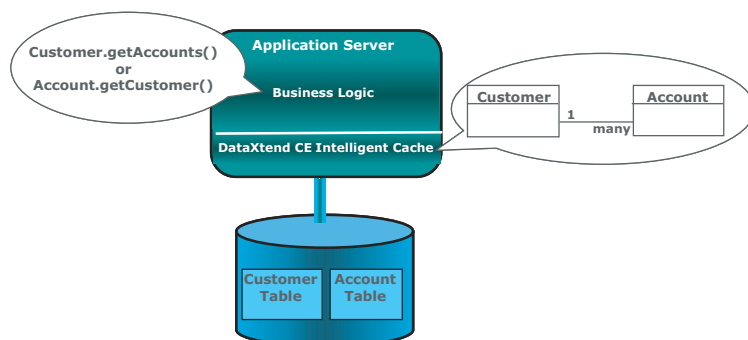 Customer.getAccounts()
or
Account.getCustomer()
Application Server
Business Logic
DataXtend CE Intelligent Cache
Customer
1
many
Account
Customer
Table
Account
Table